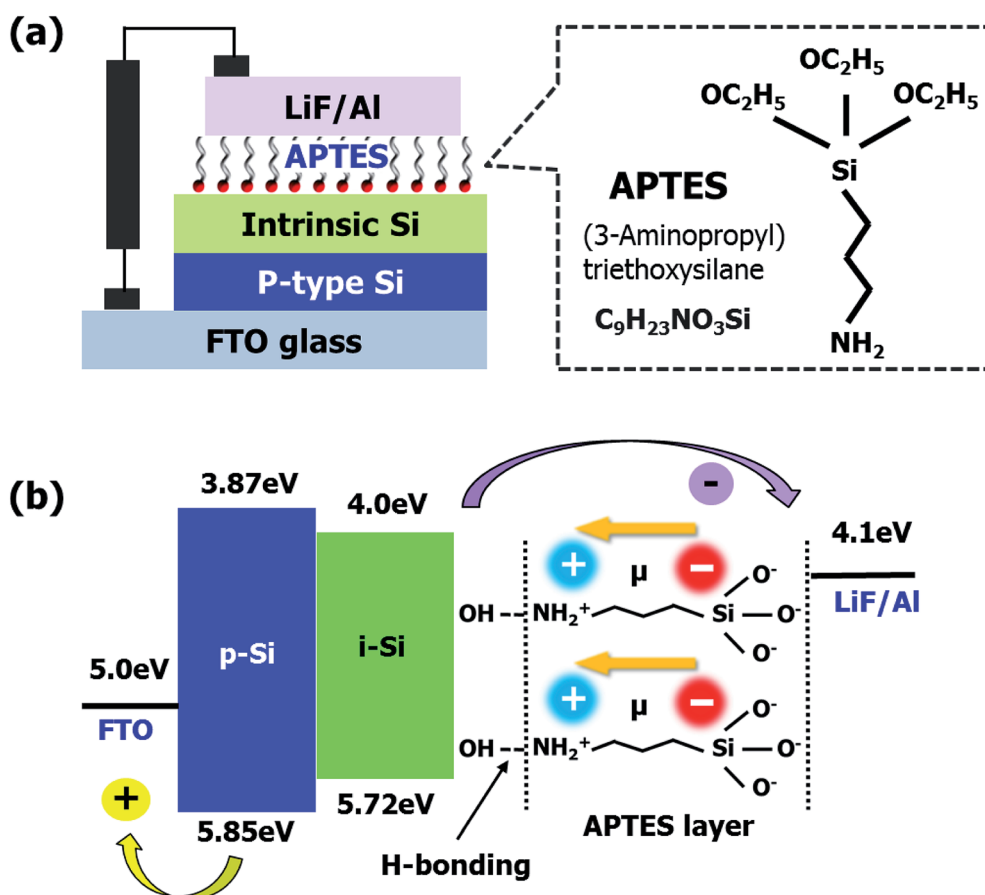 (a)
LiF/Al
APTES
Intrinsic Si
P-type Si
FTO glass
OC₂H₅
OC₂H₅
OC₂H₅
Si
APTES
(3-Aminopropyl)
triethoxysilane
C₉H₂₃NO₃Si
NH₂
(b)
3.87eV
4.0eV
-
4.1eV
LiF/Al
+
μ
−
O⁻
OH
NH₂⁺
Si
O⁻
O⁻
p-Si
i-Si
5.0eV
FTO
+
μ
−
O⁻
OH
NH₂⁺
Si
O⁻
O⁻
+
5.85eV
5.72eV
APTES layer
H-bonding